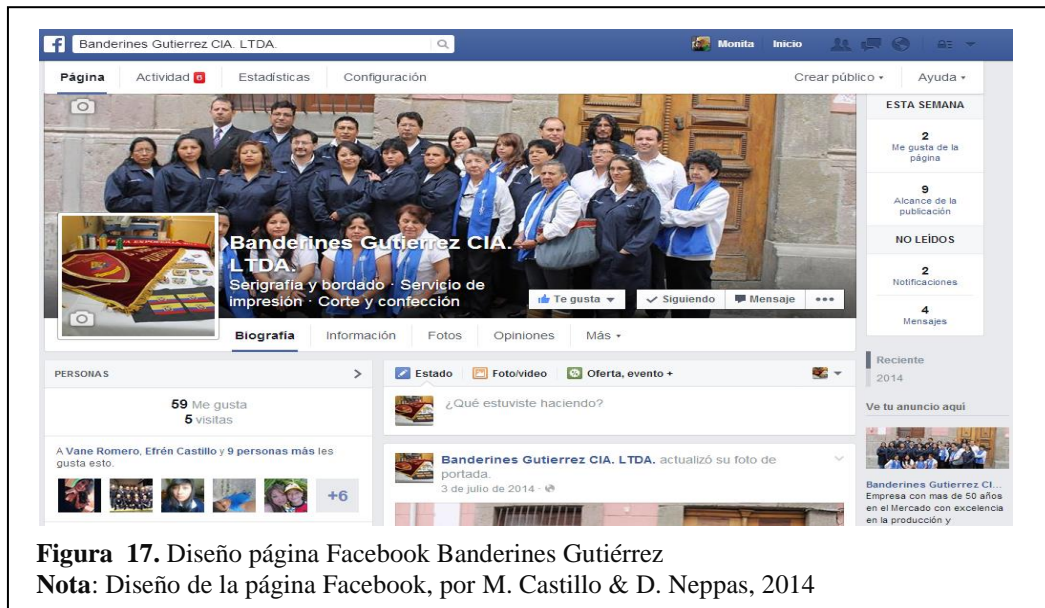 Banderines Gutierrez CIA. LTDA.
Monita Inicio
Página Actividad 6 Estadísticas Configuración Crear público Ayuda
ESTA SEMANA
2
Me gusta de la
página
9
Alcance de la
publicación
NO LEÍDOS
2
Notificaciones
4
Mensajes
Banderines Gutierrez CIA.
LTDA.
Serigrafía y bordado · Servicio de
impresión · Corte y confección
Te gusta Siguiendo Mensaje
Biografía Información Fotos Opiniones Más
Reciente
2014
PERSONAS
59 Me gusta
5 visitas
A Vane Romero, Efrén Castillo y 9 personas más les
gusta esto.
+6
Estado Foto/video Oferta, evento +
¿Qué estuviste haciendo?
Banderines Gutierrez CIA. LTDA. actualizó su foto de
portada.
3 de julio de 2014 ·
Ve tu anuncio aquí
Banderines Gutierrez CI...
Empresa con mas de 50 años
en el Mercado con excelencia
en la producción y
Figura 17. Diseño página Facebook Banderines Gutiérrez
Nota: Diseño de la página Facebook, por M. Castillo & D. Neppas, 2014